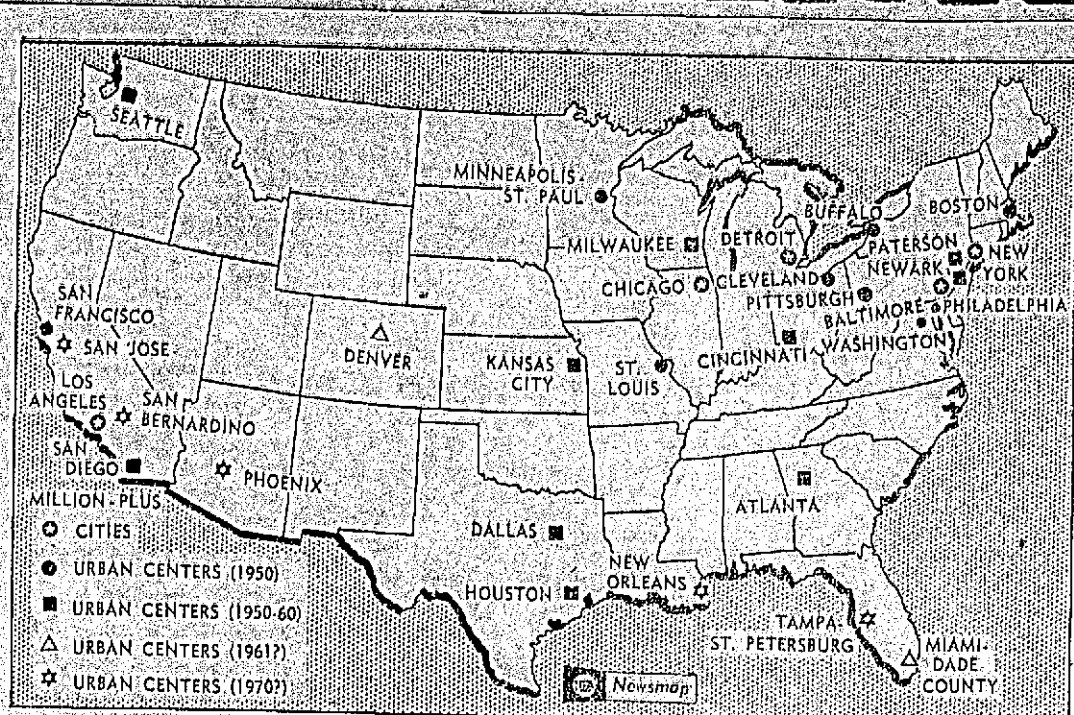 SEATTLE
MINNEAPOLIS-
ST. PAUL
MILWAUKEE
DETROIT
BUFFALO
BOSTON
PATERSON
NEWARK
NEW
YORK
CHICAGO
CLEVELAND
PITTSBURGH
BALTIMORE
PHILADELPHIA
WASHINGTON
CINCINNATI
SAN
FRANCISCO
SAN JOSE
DENVER
KANSAS
CITY
ST.
LOUIS
LOS
ANGELES
SAN
BERNARDINO
SAN
DIEGO
PHOENIX
ATLANTA
DALLAS
HOUSTON
NEW
ORLEANS
TAMPA-
ST. PETERSBURG
MIAMI-
DADE
COUNTY
MILLION-PLUS
CITIES
URBAN CENTERS (1950)
URBAN CENTERS (1950-60)
URBAN CENTERS (1961?)
URBAN CENTERS (1970?)
Newsmap